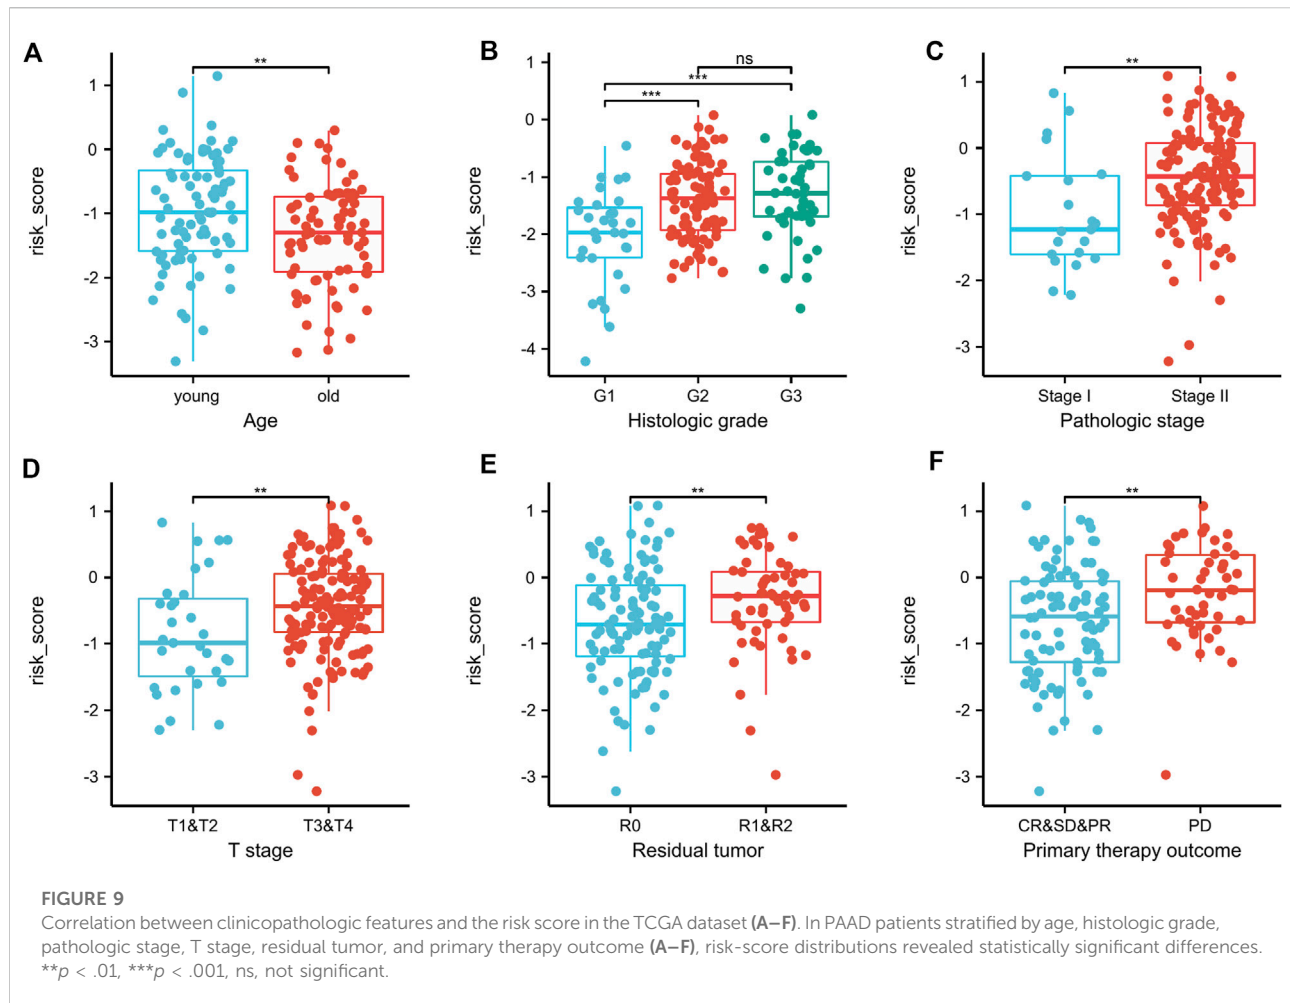 A
**
1
0
-1
-2
-3
risk_score
young
old
Age
B
ns
***
***
1
0
-1
-2
-3
-4
risk_score
G1
G2
G3
Histologic grade
C
**
1
0
-1
-2
-3
risk_score
Stage I
Stage II
Pathologic stage
D
**
1
0
-1
-2
-3
risk_score
T1&T2
T3&T4
T stage
E
**
1
0
-1
-2
-3
risk_score
R0
R1&R2
Residual tumor
F
**
1
0
-1
-2
-3
risk_score
CR&SD&PR
PD
Primary therapy outcome
FIGURE 9
Correlation between clinicopathologic features and the risk score in the TCGA dataset (A–F). In PAAD patients stratified by age, histologic grade,
pathologic stage, T stage, residual tumor, and primary therapy outcome (A–F), risk-score distributions revealed statistically significant differences.
**p < .01, ***p < .001, ns, not significant.